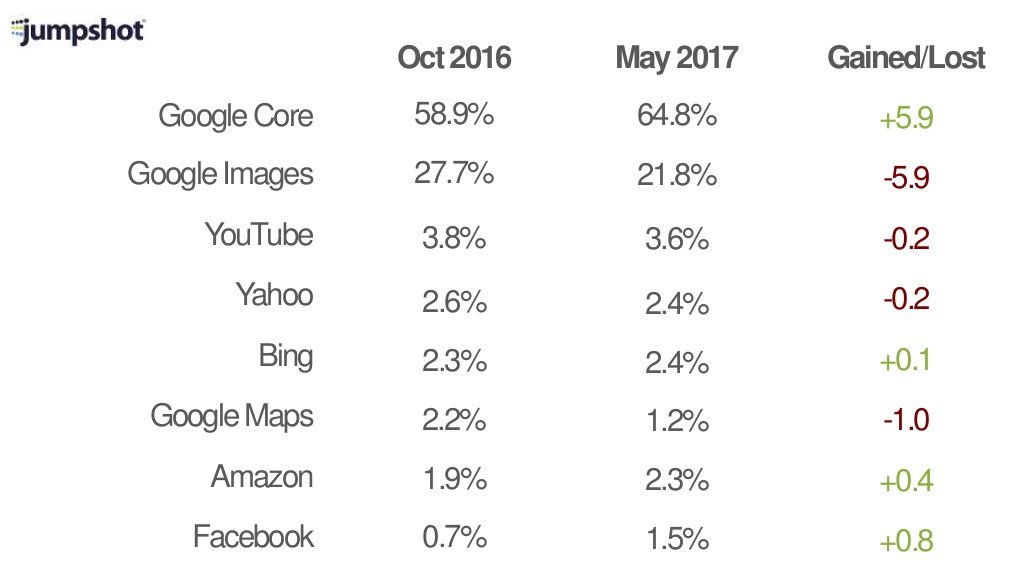 jumpshot
Oct 2016 May 2017 Gained/Lost
Google Core 58.9% 64.8% +5.9
Google Images 27.7% 21.8% -5.9
YouTube 3.8% 3.6% -0.2
Yahoo 2.6% 2.4% -0.2
Bing 2.3% 2.4% +0.1
Google Maps 2.2% 1.2% -1.0
Amazon 1.9% 2.3% +0.4
Facebook 0.7% 1.5% +0.8